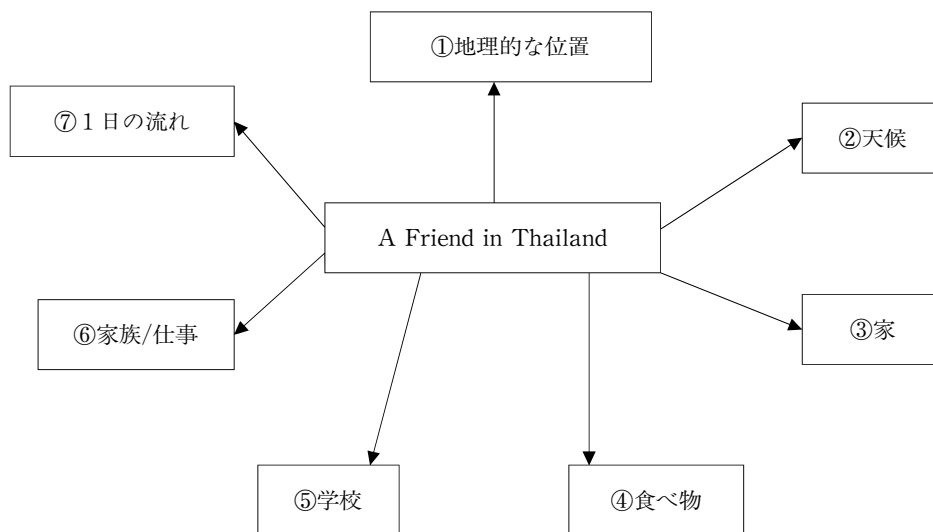 ①地理的な位置
⑦1日の流れ
②天候
A Friend in Thailand
⑥家族/仕事
③家
⑤学校
④食べ物